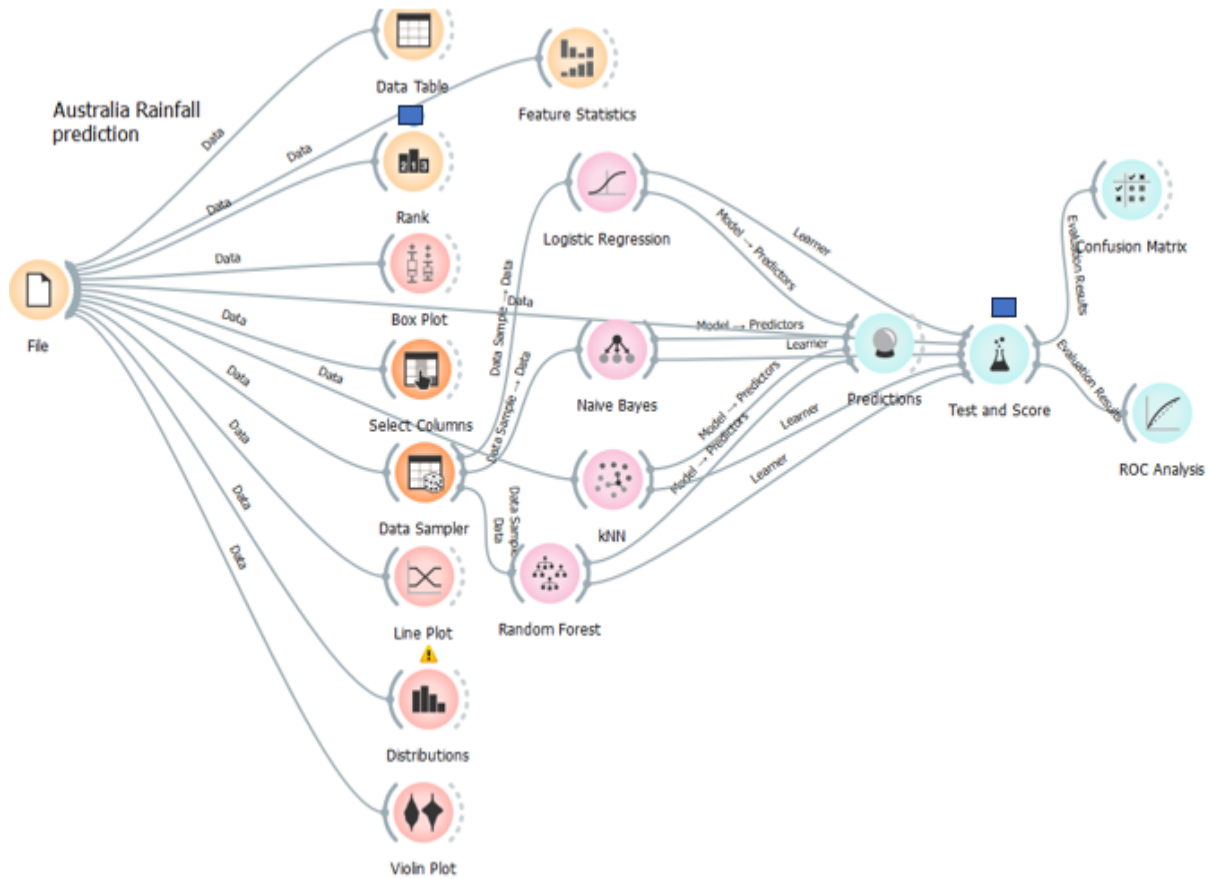 Data Table
Feature Statistics
Australia Rainfall
prediction
Data
Data
Data
213
Rank
Logistic Regression
Confusion Matrix
Learner
Model → Predictors
Evaluation Results
Data
Box Plot
Data
Data Sample → Data
File
Data
Model → Predictors
Learner
Predictions
Test and Score
Evaluation Results
Select Columns
Data
Data
Naive Bayes
Data Sample → Data
Model → Predictors
Model → Predictors
Learner
Learner
ROC Analysis
Data Sampler
Data
Data Sample
Data
kNN
Data
Random Forest
Line Plot
Data
Distributions
Violin Plot